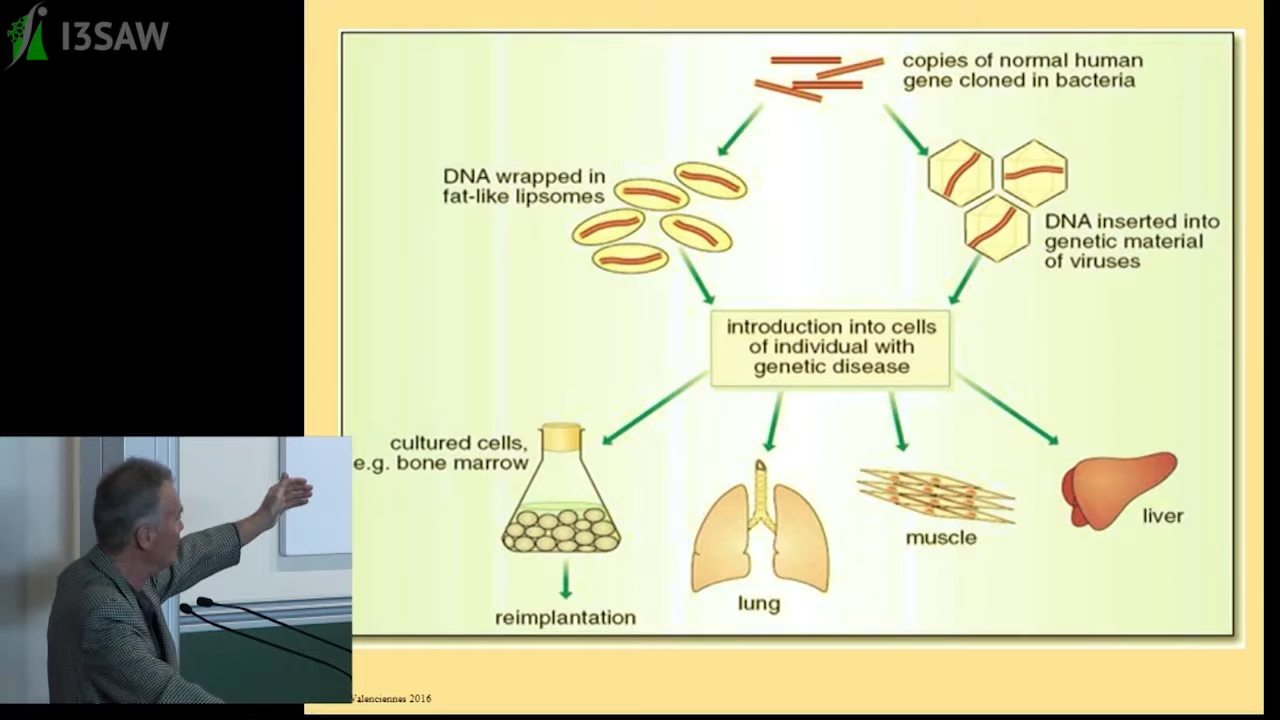 I3SAW
copies of normal human
gene cloned in bacteria
DNA wrapped in
fat-like lipsomes
DNA inserted into
genetic material
of viruses
introduction into cells
of individual with
genetic disease
cultured cells,
e.g. bone marrow
reimplantation
lung
muscle
liver
Valenciennes 2016